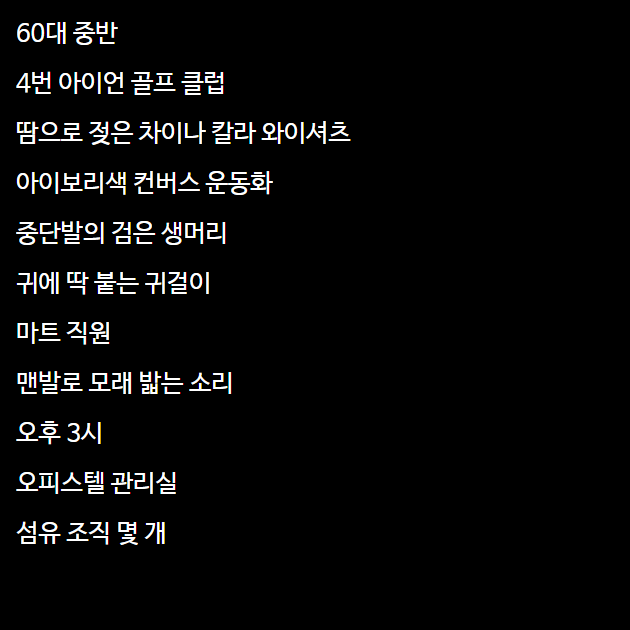 60대 중반
4번 아이언 골프 클럽
땀으로 젖은 차이나 칼라 와이셔츠
아이보리색 컨버스 운동화
중단발의 검은 생머리
귀에 딱 붙는 귀걸이
마트 직원
맨발로 모래 밟는 소리
오후 3시
오피스텔 관리실
섬유 조직 몇 개